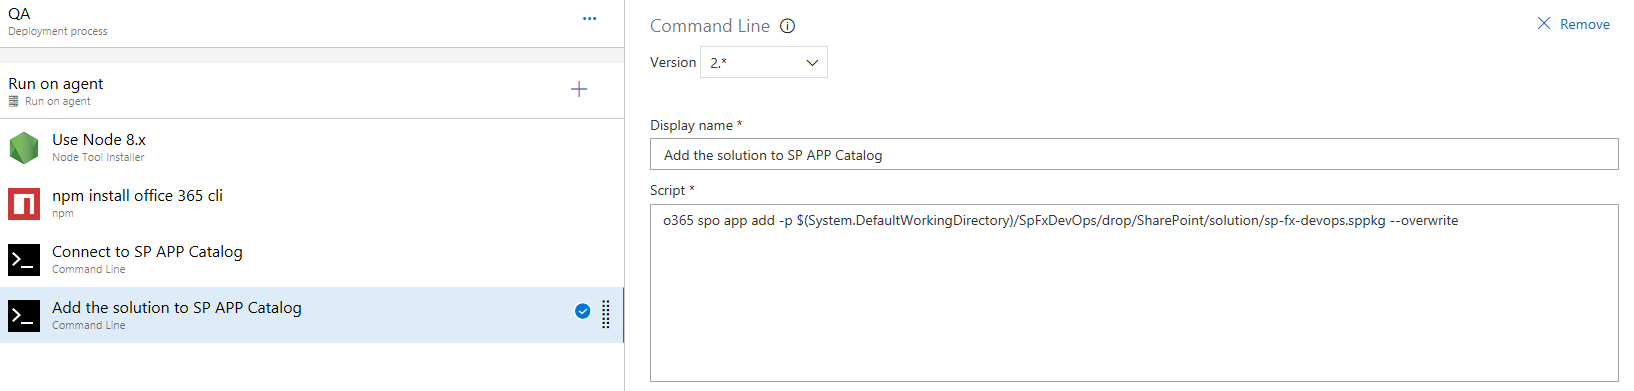 QA
Deployment process
Run on agent
Run on agent
Use Node 8.x
Node Tool Installer
npm install office 365 cli
npm
Connect to SP APP Catalog
Command Line
Add the solution to SP APP Catalog
Command Line
Command Line
Remove
Version 2.*
Display name *
Add the solution to SP APP Catalog
Script *
o365 spo app add -p $(System.DefaultWorkingDirectory)/SpFxDevOps/drop/SharePoint/solution/sp-fx-devops.sppkg --overwrite